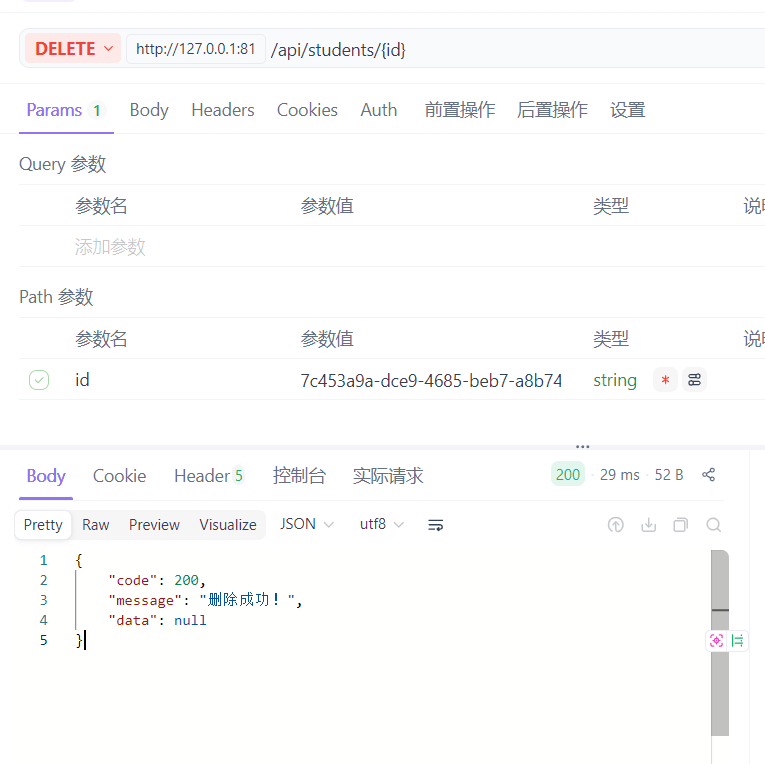 DELETE http://127.0.0.1:81 /api/students/{id}
Params 1 Body Headers Cookies Auth 前置操作 后置操作 设置
Query 参数
参数名 参数值 类型
添加参数
Path 参数
参数名 参数值 类型
id 7c453a9a-dce9-4685-beb7-a8b74 string *
Body Cookie Header 5 控制台 实际请求 200 · 29 ms · 52 B
Pretty Raw Preview Visualize JSON utf8
1 {
2 "code": 200,
3 "message": "删除成功！",
4 "data": null
5 }